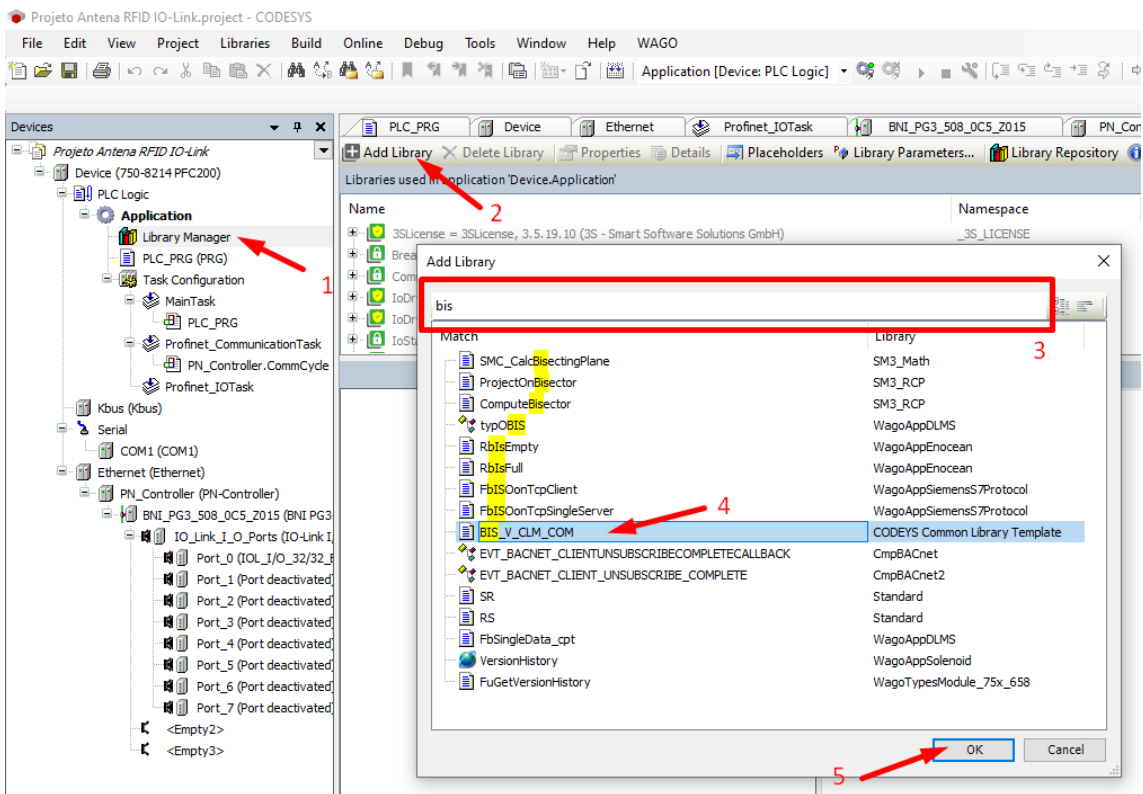 Projeto Antena RFID IO-Link.project - CODESYS
File Edit View Project Libraries Build Online Debug Tools Window Help WAGO
Application [Device: PLC Logic]
Devices
Projeto Antena RFID IO-Link
Device (750-8214 PFC200)
PLC Logic
Application
Library Manager
1
PLC_PRG (PRG)
Task Configuration
MainTask
PLC_PRG
Profinet_CommunicationTask
PN_Controller.CommCycle
Profinet_IOTask
Kbus (Kbus)
Serial
COM1 (COM1)
Ethernet (Ethernet)
PN_Controller (PN-Controller)
BNI_PG3_508_0C5_Z015 (BNI PG3
IO_Link_I_O_Ports (IO-Link I
Port_0 (IOL_I/O_32/32_
Port_1 (Port deactivated
Port_2 (Port deactivated
Port_3 (Port deactivated
Port_4 (Port deactivated
Port_5 (Port deactivated
Port_6 (Port deactivated
Port_7 (Port deactivated
<Empty2>
<Empty3>
PLC_PRG Device Ethernet Profinet_IOTask BNI_PG3_508_0C5_Z015 PN_Con
Add Library Delete Library Properties Details Placeholders Library Parameters... Library Repository
Libraries used in application 'Device.Application'
2
Name Namespace
3SLicense = 3SLicense, 3.5.19.10 (3S - Smart Software Solutions GmbH) _3S_LICENSE
Brea
Com
IoDr
IoDr
IoSta
Add Library
bis
3
Match Library
SMC_CalcBisectingPlane SM3_Math
ProjectOnBisector SM3_RCP
ComputeBisector SM3_RCP
typOBIS WagoAppDLMS
RbIsEmpty WagoAppEnocean
RbIsFull WagoAppEnocean
FbISOonTcpClient WagoAppSiemensS7Protocol
FbISOonTcpSingleServer WagoAppSiemensS7Protocol
4
BIS_V_CLM_COM CODEYS Common Library Template
EVT_BACNET_CLIENTUNSUBSCRIBECOMPLETECALLBACK CmpBACnet
EVT_BACNET_CLIENT_UNSUBSCRIBE_COMPLETE CmpBACnet2
SR Standard
RS Standard
FbSingleData_cpt WagoAppDLMS
VersionHistory WagoAppSolenoid
FuGetVersionHistory WagoTypesModule_75x_658
OK Cancel
5